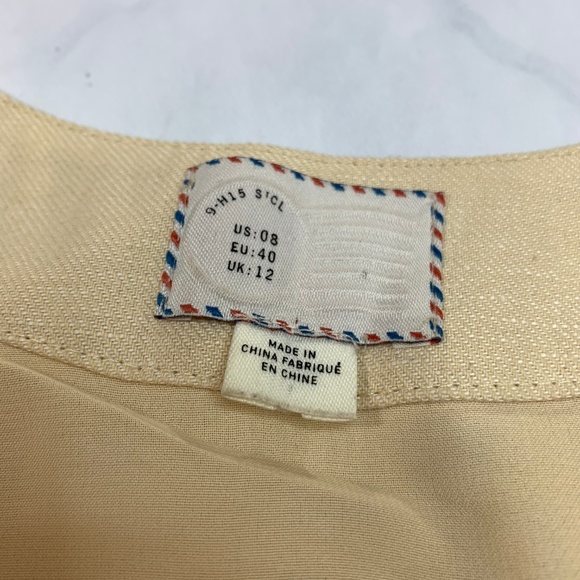 9-H15 STCL
US:08
EU:40
UK:12
MADE IN
CHINA FABRIQUÉ
EN CHINE